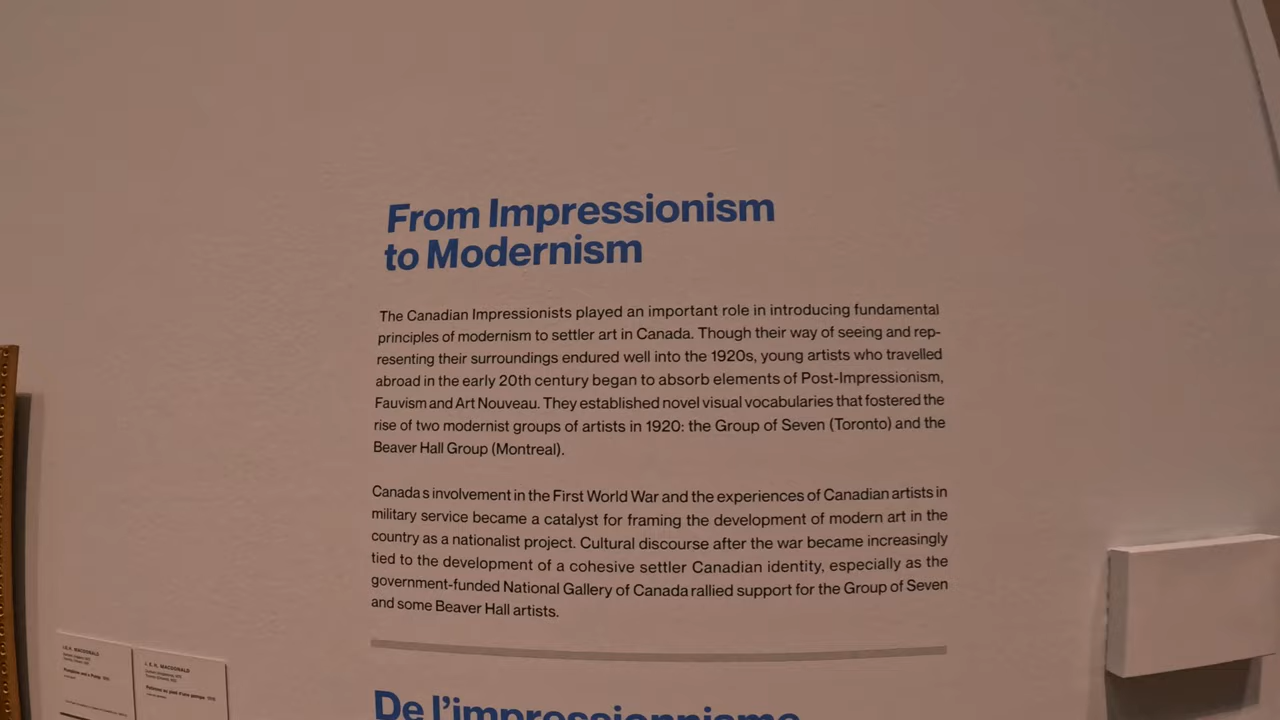 From Impressionism
to Modernism
The Canadian Impressionists played an important role in introducing fundamental
principles of modernism to settler art in Canada. Though their way of seeing and rep-
resenting their surroundings endured well into the 1920s, young artists who travelled
abroad in the early 20th century began to absorb elements of Post-Impressionism,
Fauvism and Art Nouveau. They established novel visual vocabularies that fostered the
rise of two modernist groups of artists in 1920: the Group of Seven (Toronto) and the
Beaver Hall Group (Montreal).
Canada s involvement in the First World War and the experiences of Canadian artists in
military service became a catalyst for framing the development of modern art in the
country as a nationalist project. Cultural discourse after the war became increasingly
tied to the development of a cohesive settler Canadian identity, especially as the
government-funded National Gallery of Canada rallied support for the Group of Seven
and some Beaver Hall artists.
De l'impressionnisme
J.E.H. MACDONALD
J. E. H. MACDONALD